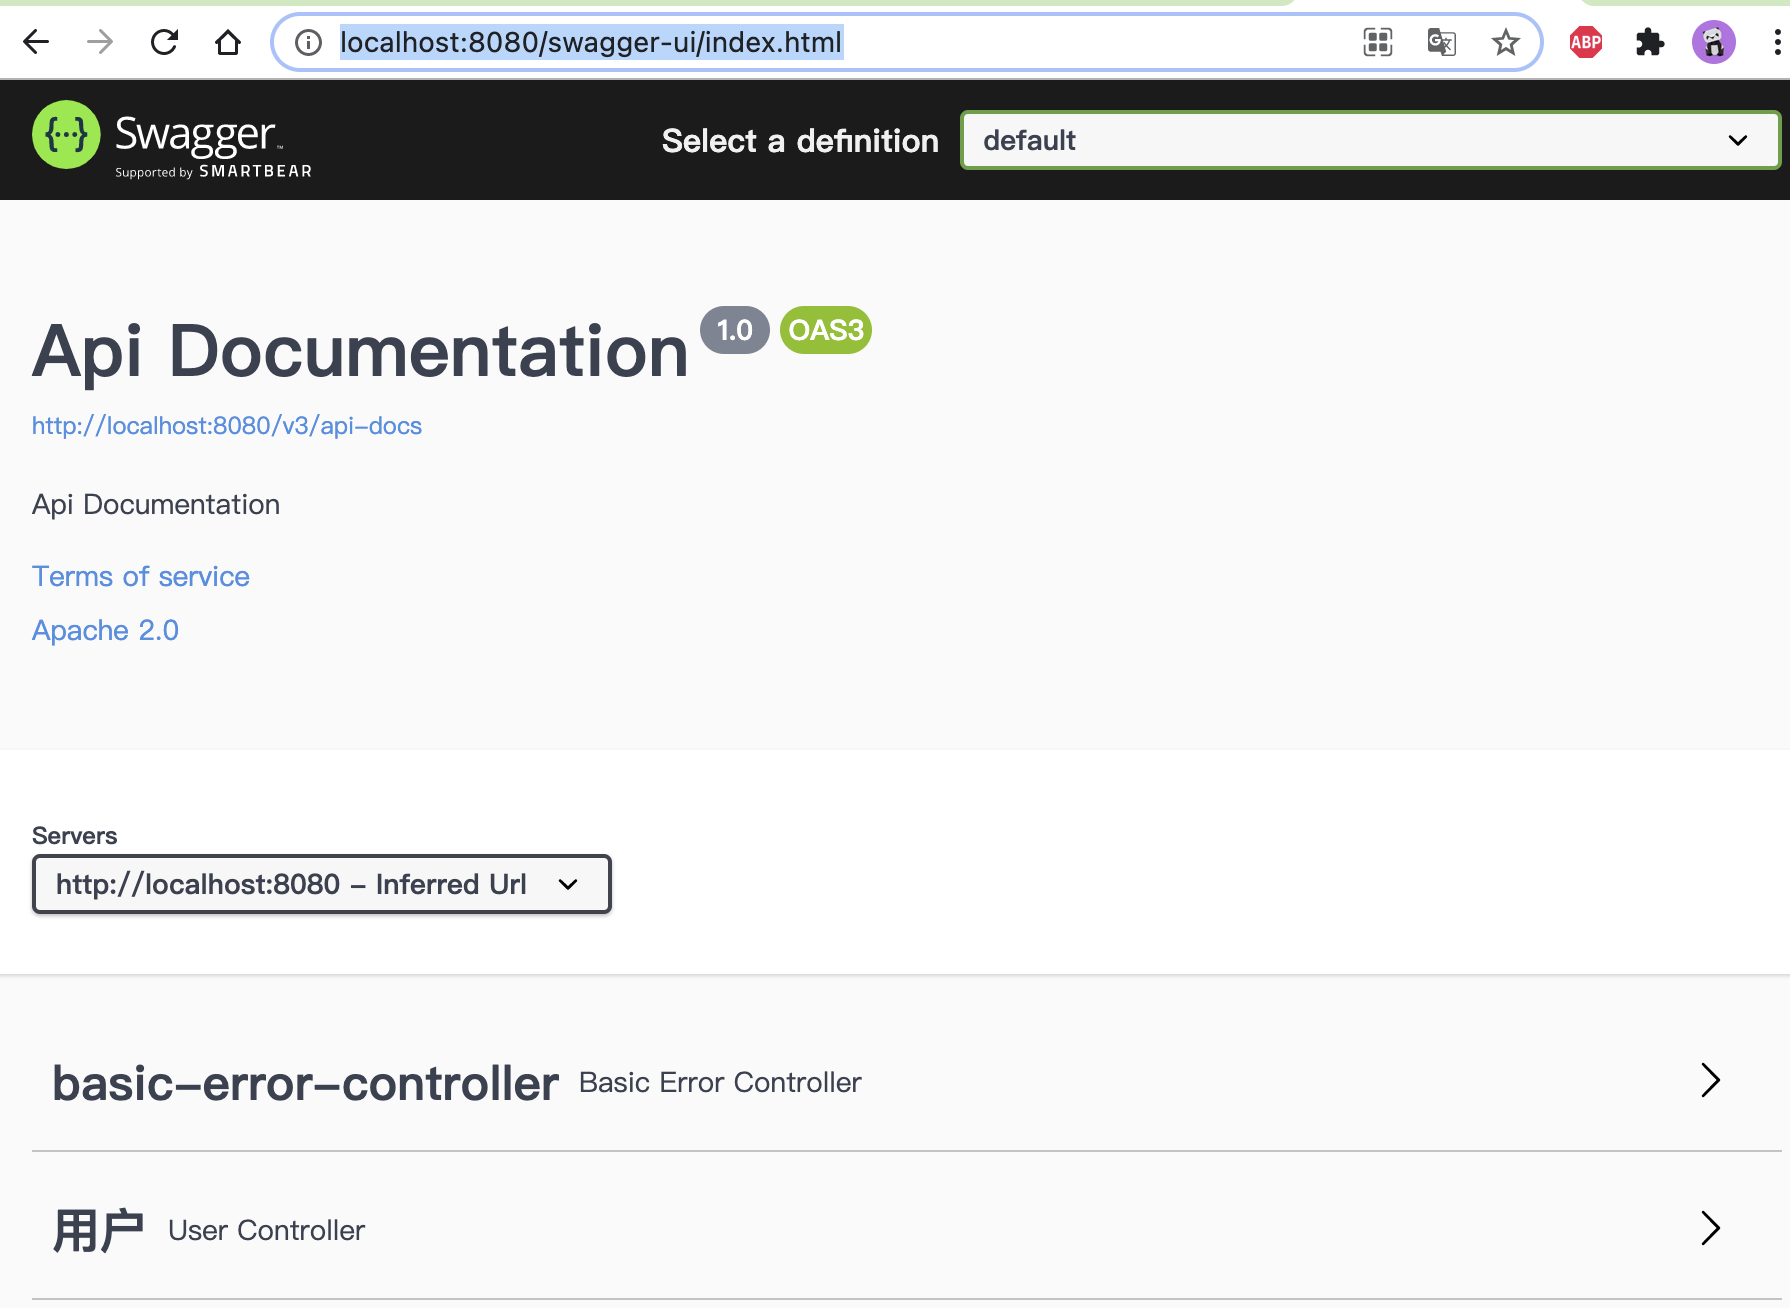 localhost:8080/swagger-ui/index.html
ABP
{···} Swagger™
Supported by SMARTBEAR
Select a definition
default
Api Documentation 1.0 OAS3
http://localhost:8080/v3/api-docs
Api Documentation
Terms of service
Apache 2.0
Servers
http://localhost:8080 - Inferred Url
basic-error-controller Basic Error Controller
用户 User Controller